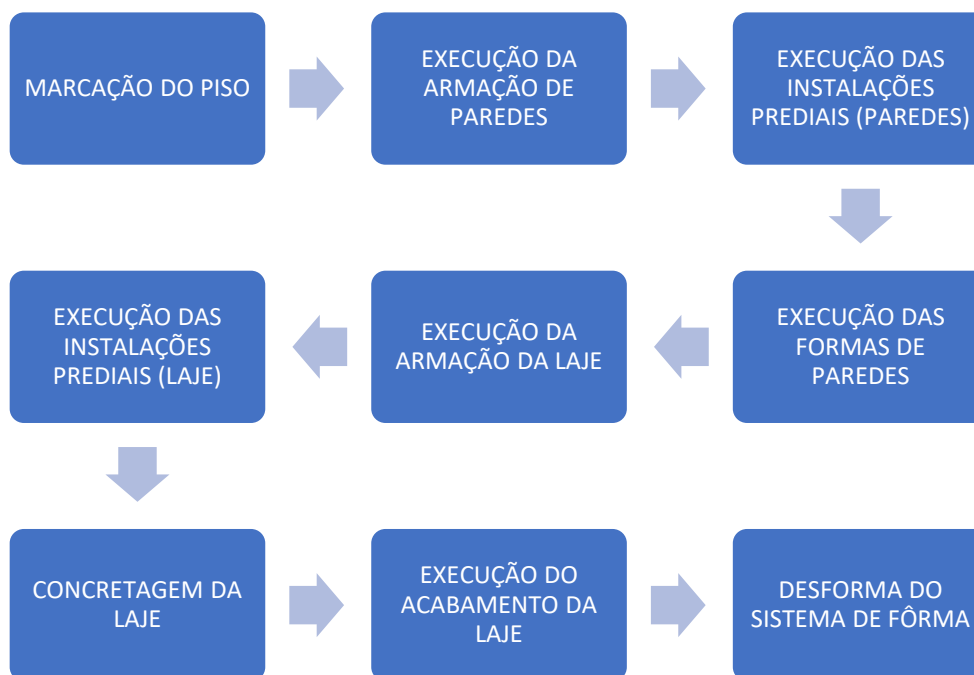 MARCAÇÃO DO PISO
EXECUÇÃO DA
ARMAÇÃO DE
PAREDES
EXECUÇÃO DAS
INSTALAÇÕES
PREDIAIS (PAREDES)
EXECUÇÃO DAS
FORMAS DE
PAREDES
EXECUÇÃO DA
ARMAÇÃO DA LAJE
EXECUÇÃO DAS
INSTALAÇÕES
PREDIAIS (LAJE)
CONCRETAGEM DA
LAJE
EXECUÇÃO DO
ACABAMENTO DA
LAJE
DESFORMA DO
SISTEMA DE FÔRMA